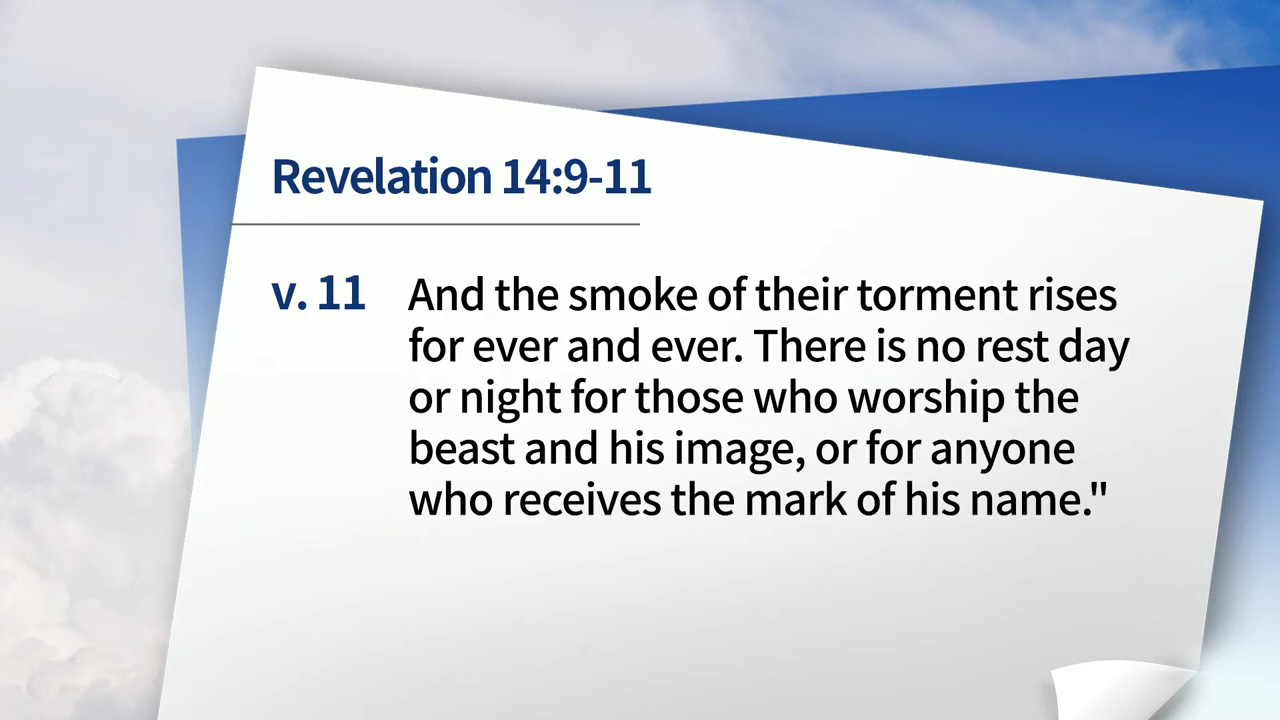 Revelation 14:9-11
v. 11 And the smoke of their torment rises
for ever and ever. There is no rest day
or night for those who worship the
beast and his image, or for anyone
who receives the mark of his name."